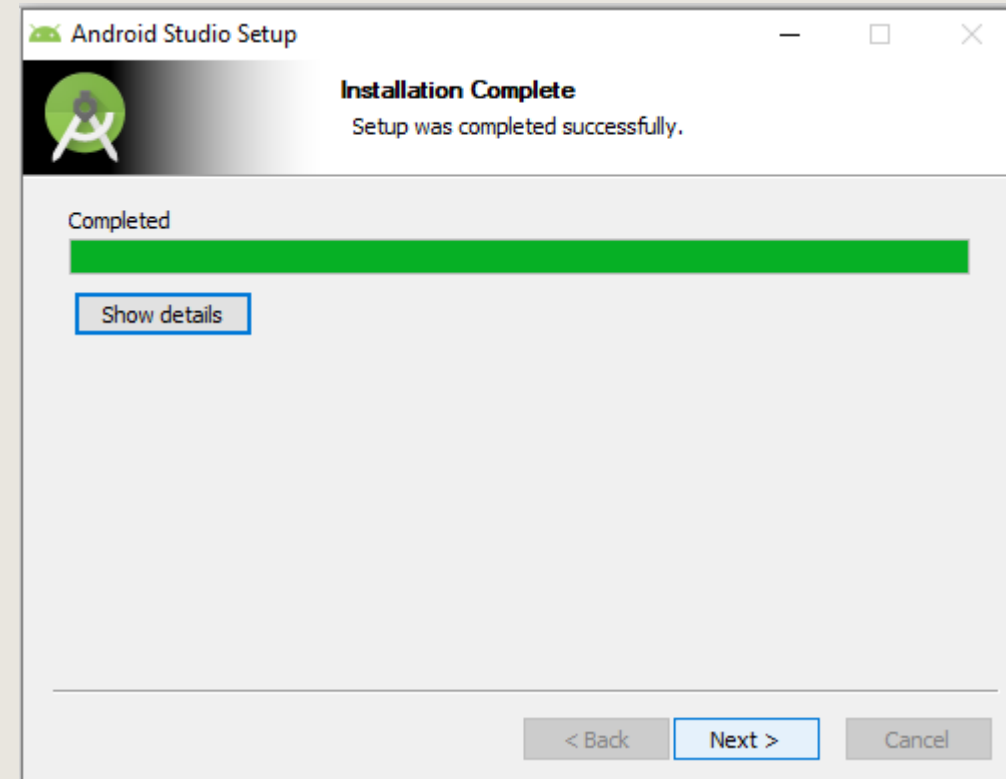 Android Studio Setup
Installation Complete
Setup was completed successfully.
Completed
Show details
< Back Next > Cancel